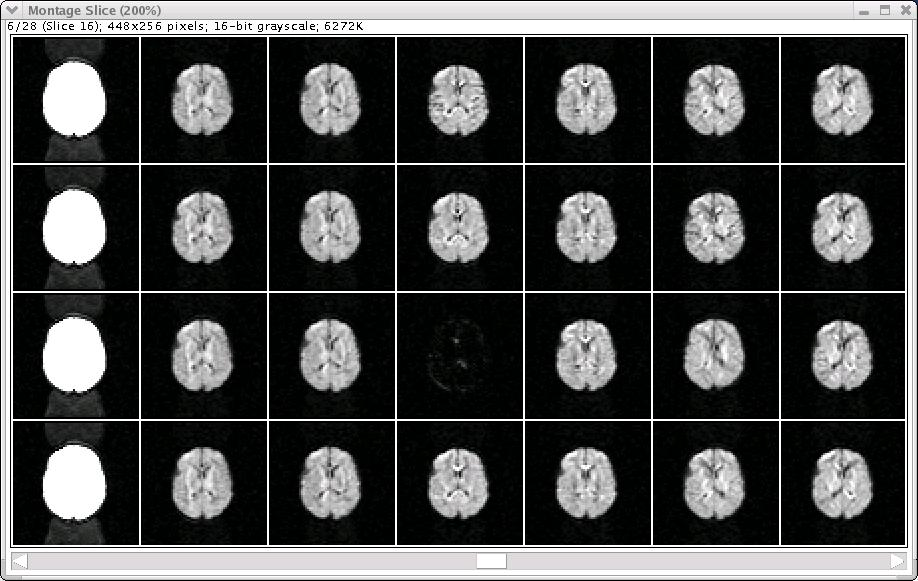 Montage Slice (200%)
6/28 (Slice 16); 448x256 pixels; 16-bit grayscale; 6272K